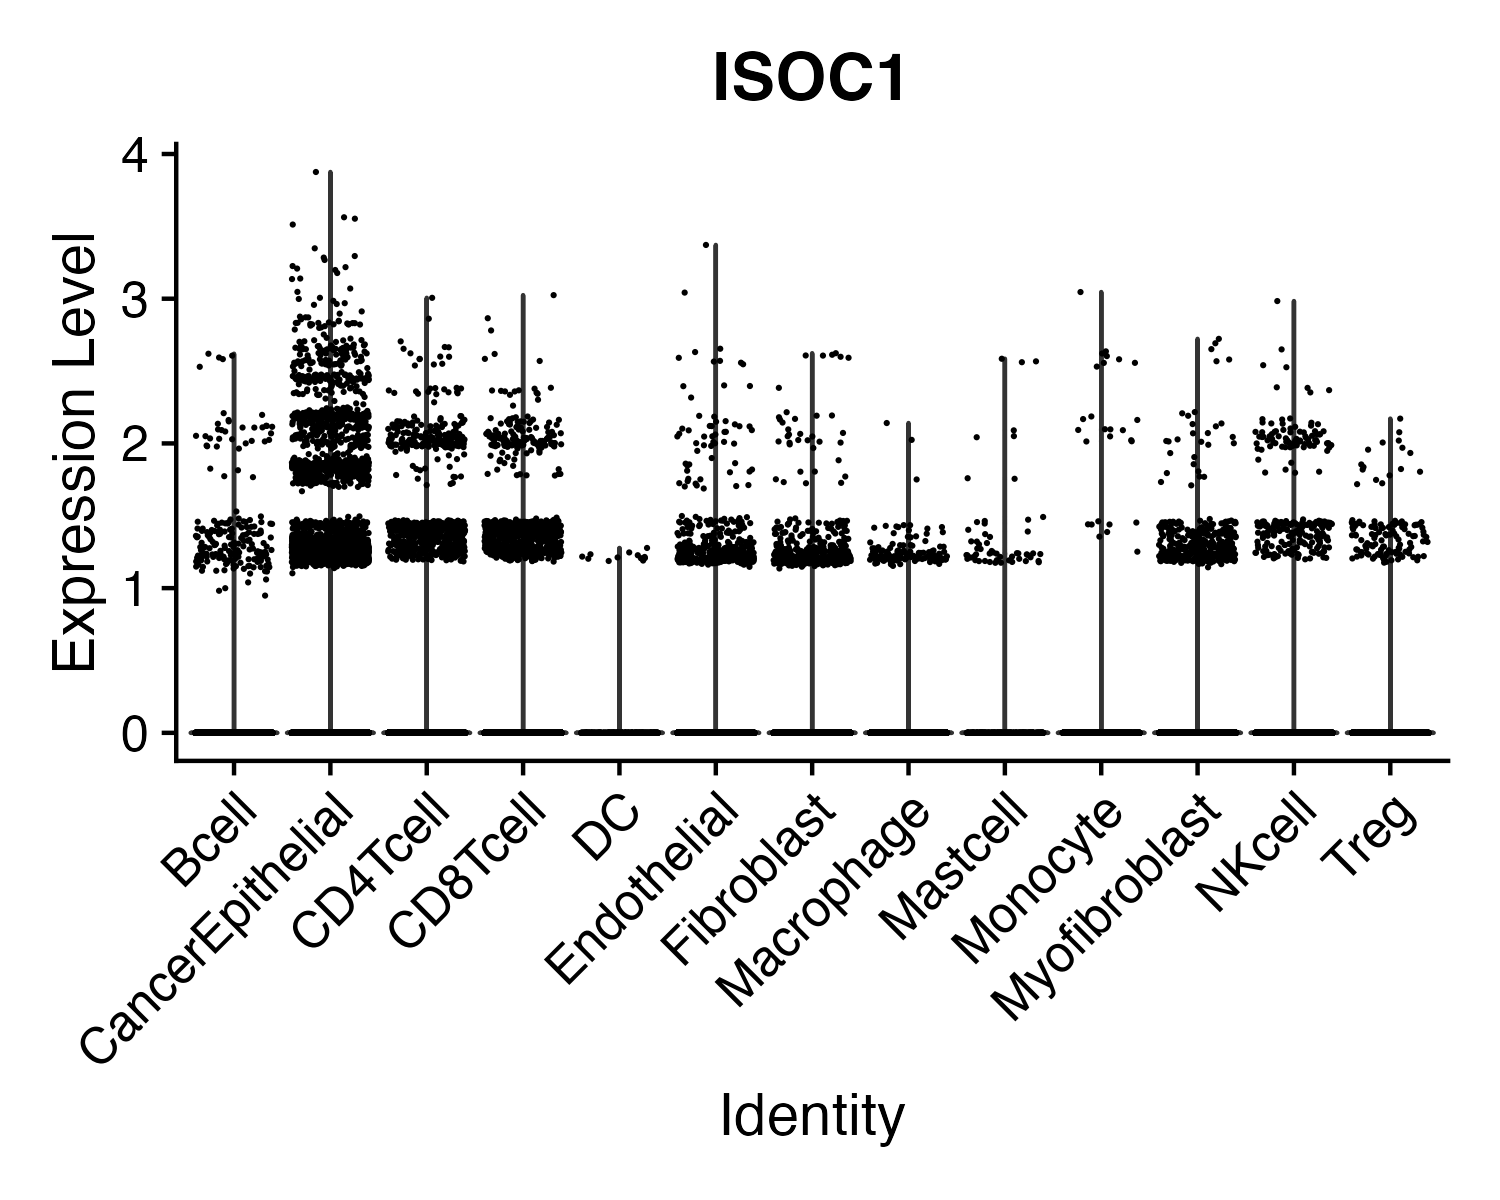 ISOC1
Expression Level
4
3
2
1
0
Bcell
CancerEpithelial
CD4Tcell
CD8Tcell
DC
Endothelial
Fibroblast
Macrophage
Mastcell
Monocyte
Myofibroblast
NKcell
Treg
Identity